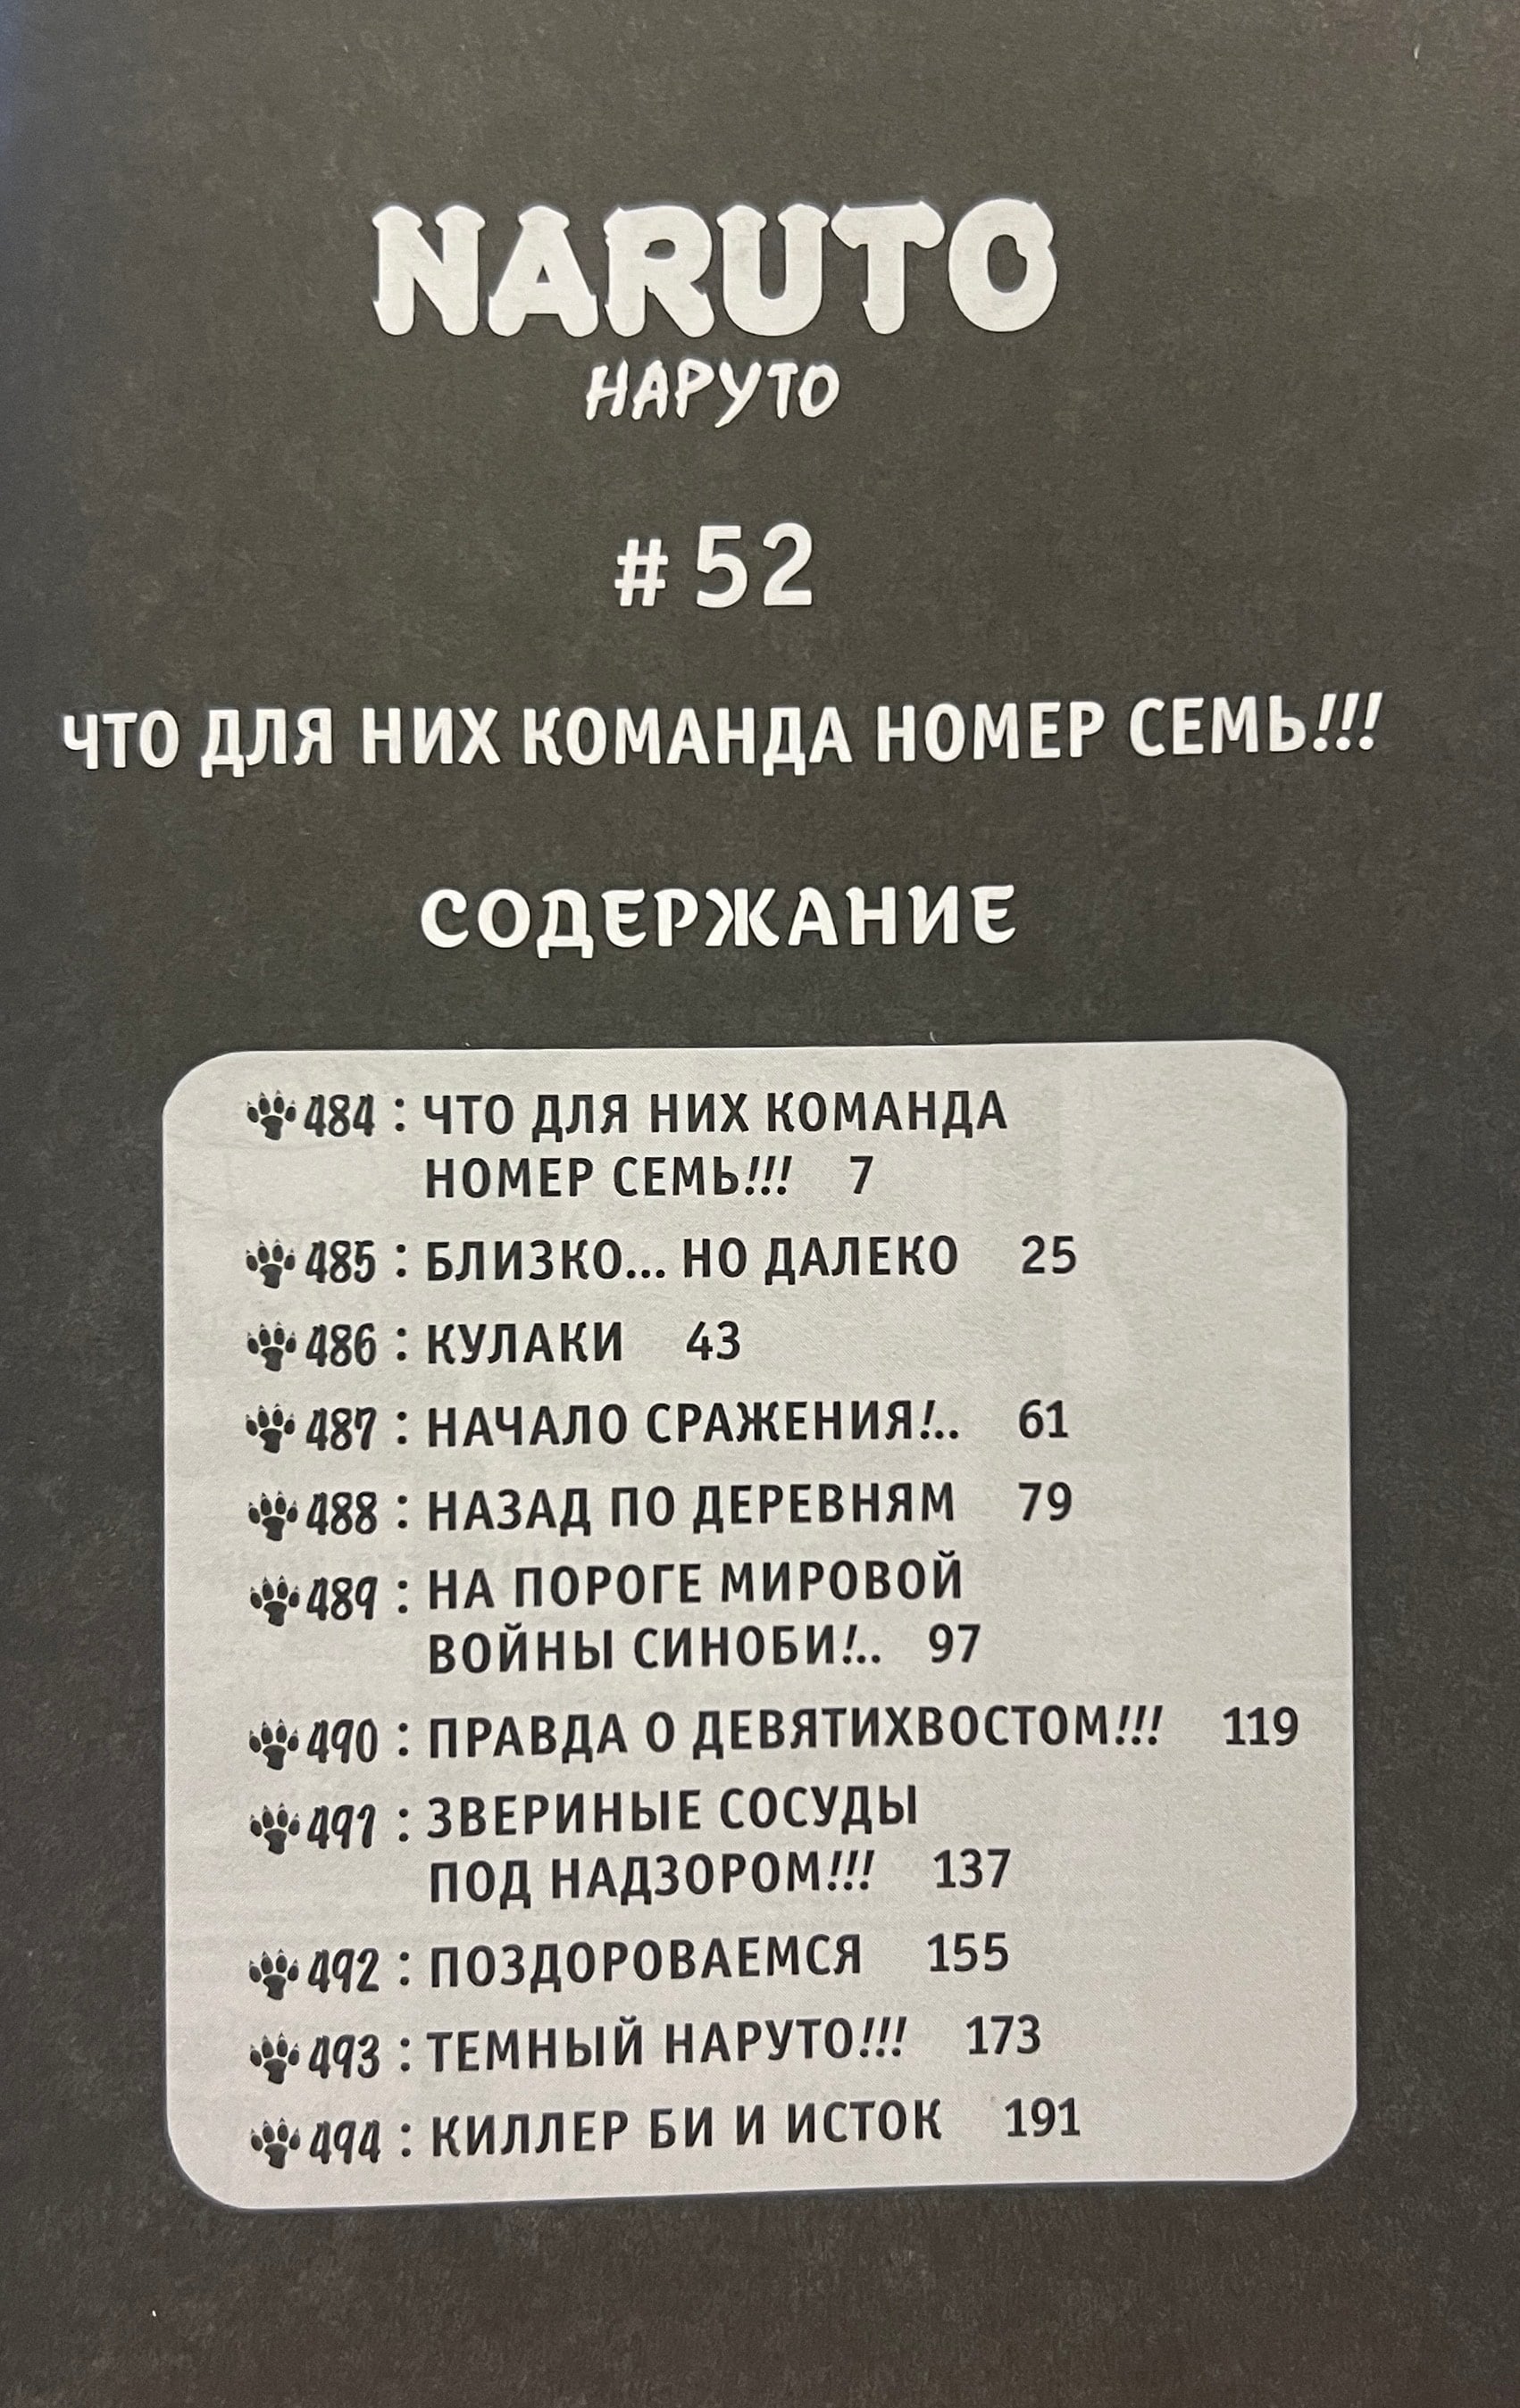 NARUTO
НАРУТО
# 52
ЧТО ДЛЯ НИХ КОМАНДА НОМЕР СЕМЬ!!!
СОДЕРЖАНИЕ
484 : ЧТО ДЛЯ НИХ КОМАНДА
НОМЕР СЕМЬ!!! 7
485 : БЛИЗКО... НО ДАЛЕКО 25
486 : КУЛАКИ 43
487 : НАЧАЛО СРАЖЕНИЯ!.. 61
488 : НАЗАД ПО ДЕРЕВНЯМ 79
489 : НА ПОРОГЕ МИРОВОЙ
ВОЙНЫ СИНОБИ!.. 97
490 : ПРАВДА О ДЕВЯТИХВОСТОМ!!! 119
491 : ЗВЕРИНЫЕ СОСУДЫ
ПОД НАДЗОРОМ!!! 137
492 : ПОЗДОРОВАЕМСЯ 155
493 : ТЕМНЫЙ НАРУТО!!! 173
494 : КИЛЛЕР БИ И ИСТОК 191